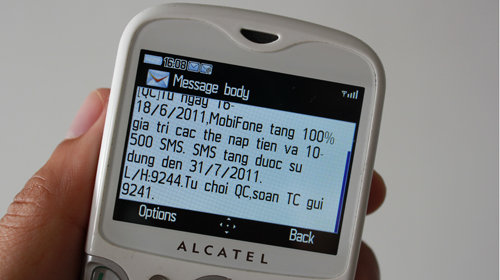 16:08
Message body
QC,Tu ngay 16-
18/6/2011,MobiFone tang 100%
gia tri cac the nap tien va 10-
500 SMS. SMS tang duoc su
dung den 31/7/2011.
L/H:9244.Tu choi QC,soan TC gui
9241.
Options
Back
ALCATEL